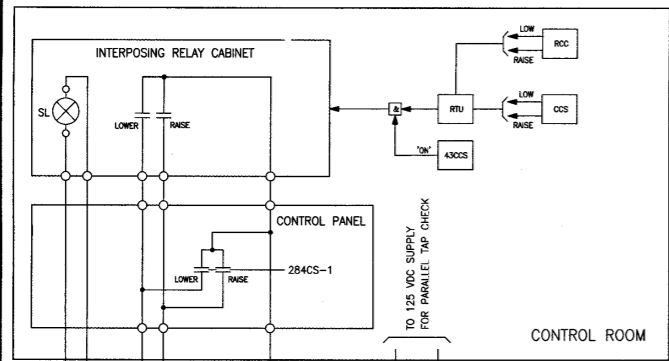 INTERPOSING RELAY CABINET
SL
LOWER
RAISE
LOW
RAISE
RCC
&
RTU
LOW
RAISE
CCS
"ON"
43CCS
CONTROL PANEL
LOWER
RAISE
284CS-1
TO 125 VDC SUPPLY
FOR PARALLEL TAP CHECK
CONTROL ROOM